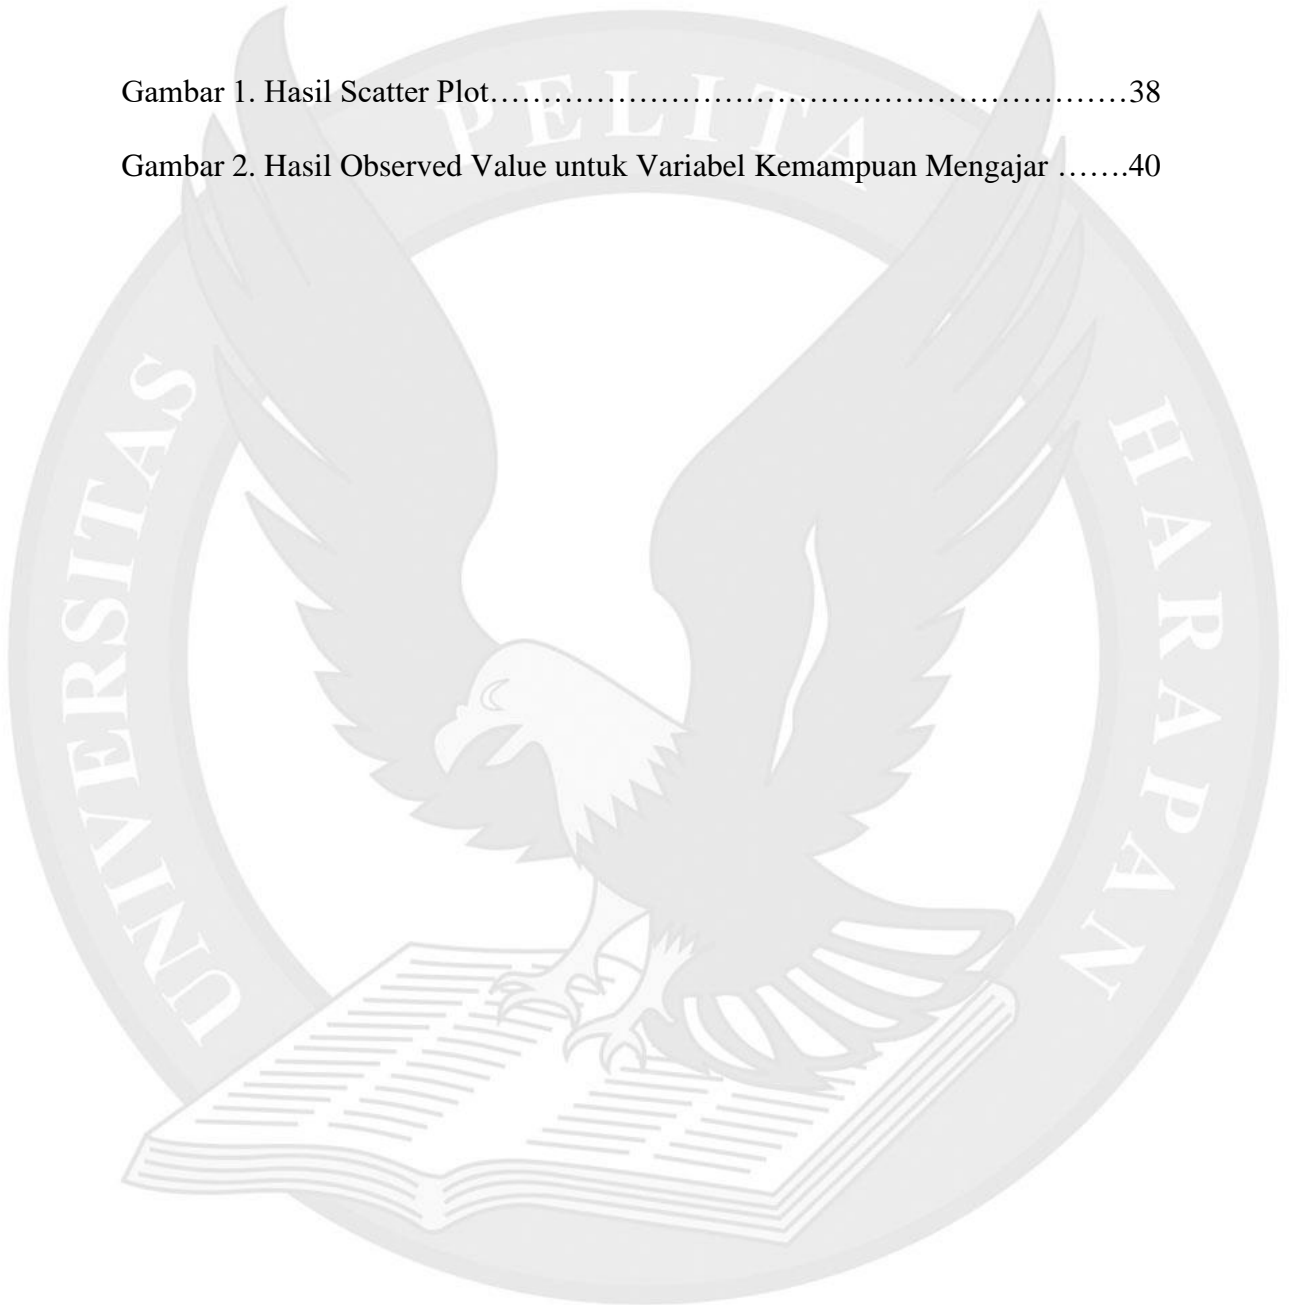 Gambar 1. Hasil Scatter Plot……………………………………………………38
Gambar 2. Hasil Observed Value untuk Variabel Kemampuan Mengajar …….40
UNIVERSITAS PELITA HARAPAN